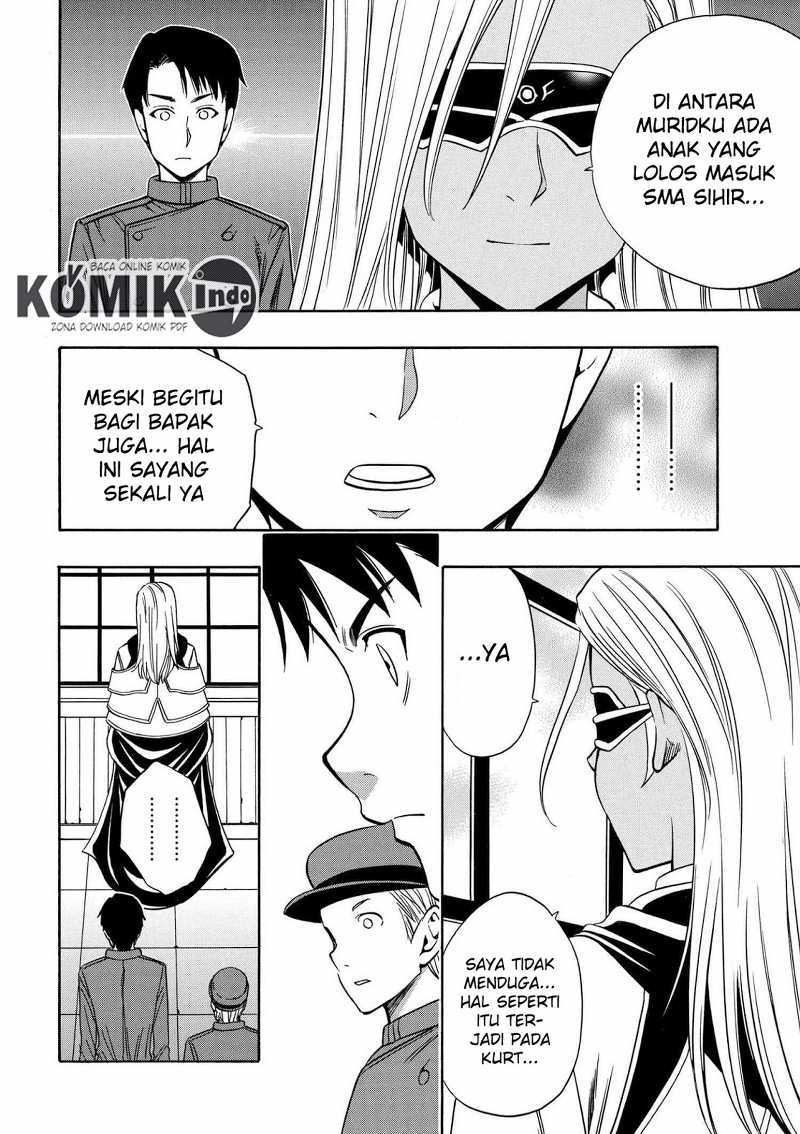 DI ANTARA
MURIDKU ADA
ANAK YANG
LOLOS MASUK
SMA SIHIR...
BACA ONLINE KOMIK
KOMIK indo
ZONA DOWNLOAD KOMIK PDF
MESKI BEGITU
BAGI BAPAK
JUGA... HAL
INI SAYANG
SEKALI YA
...YA
SAYA TIDAK
MENDUGA...
HAL SEPERTI
ITU TER-
JADI PADA
KURT...